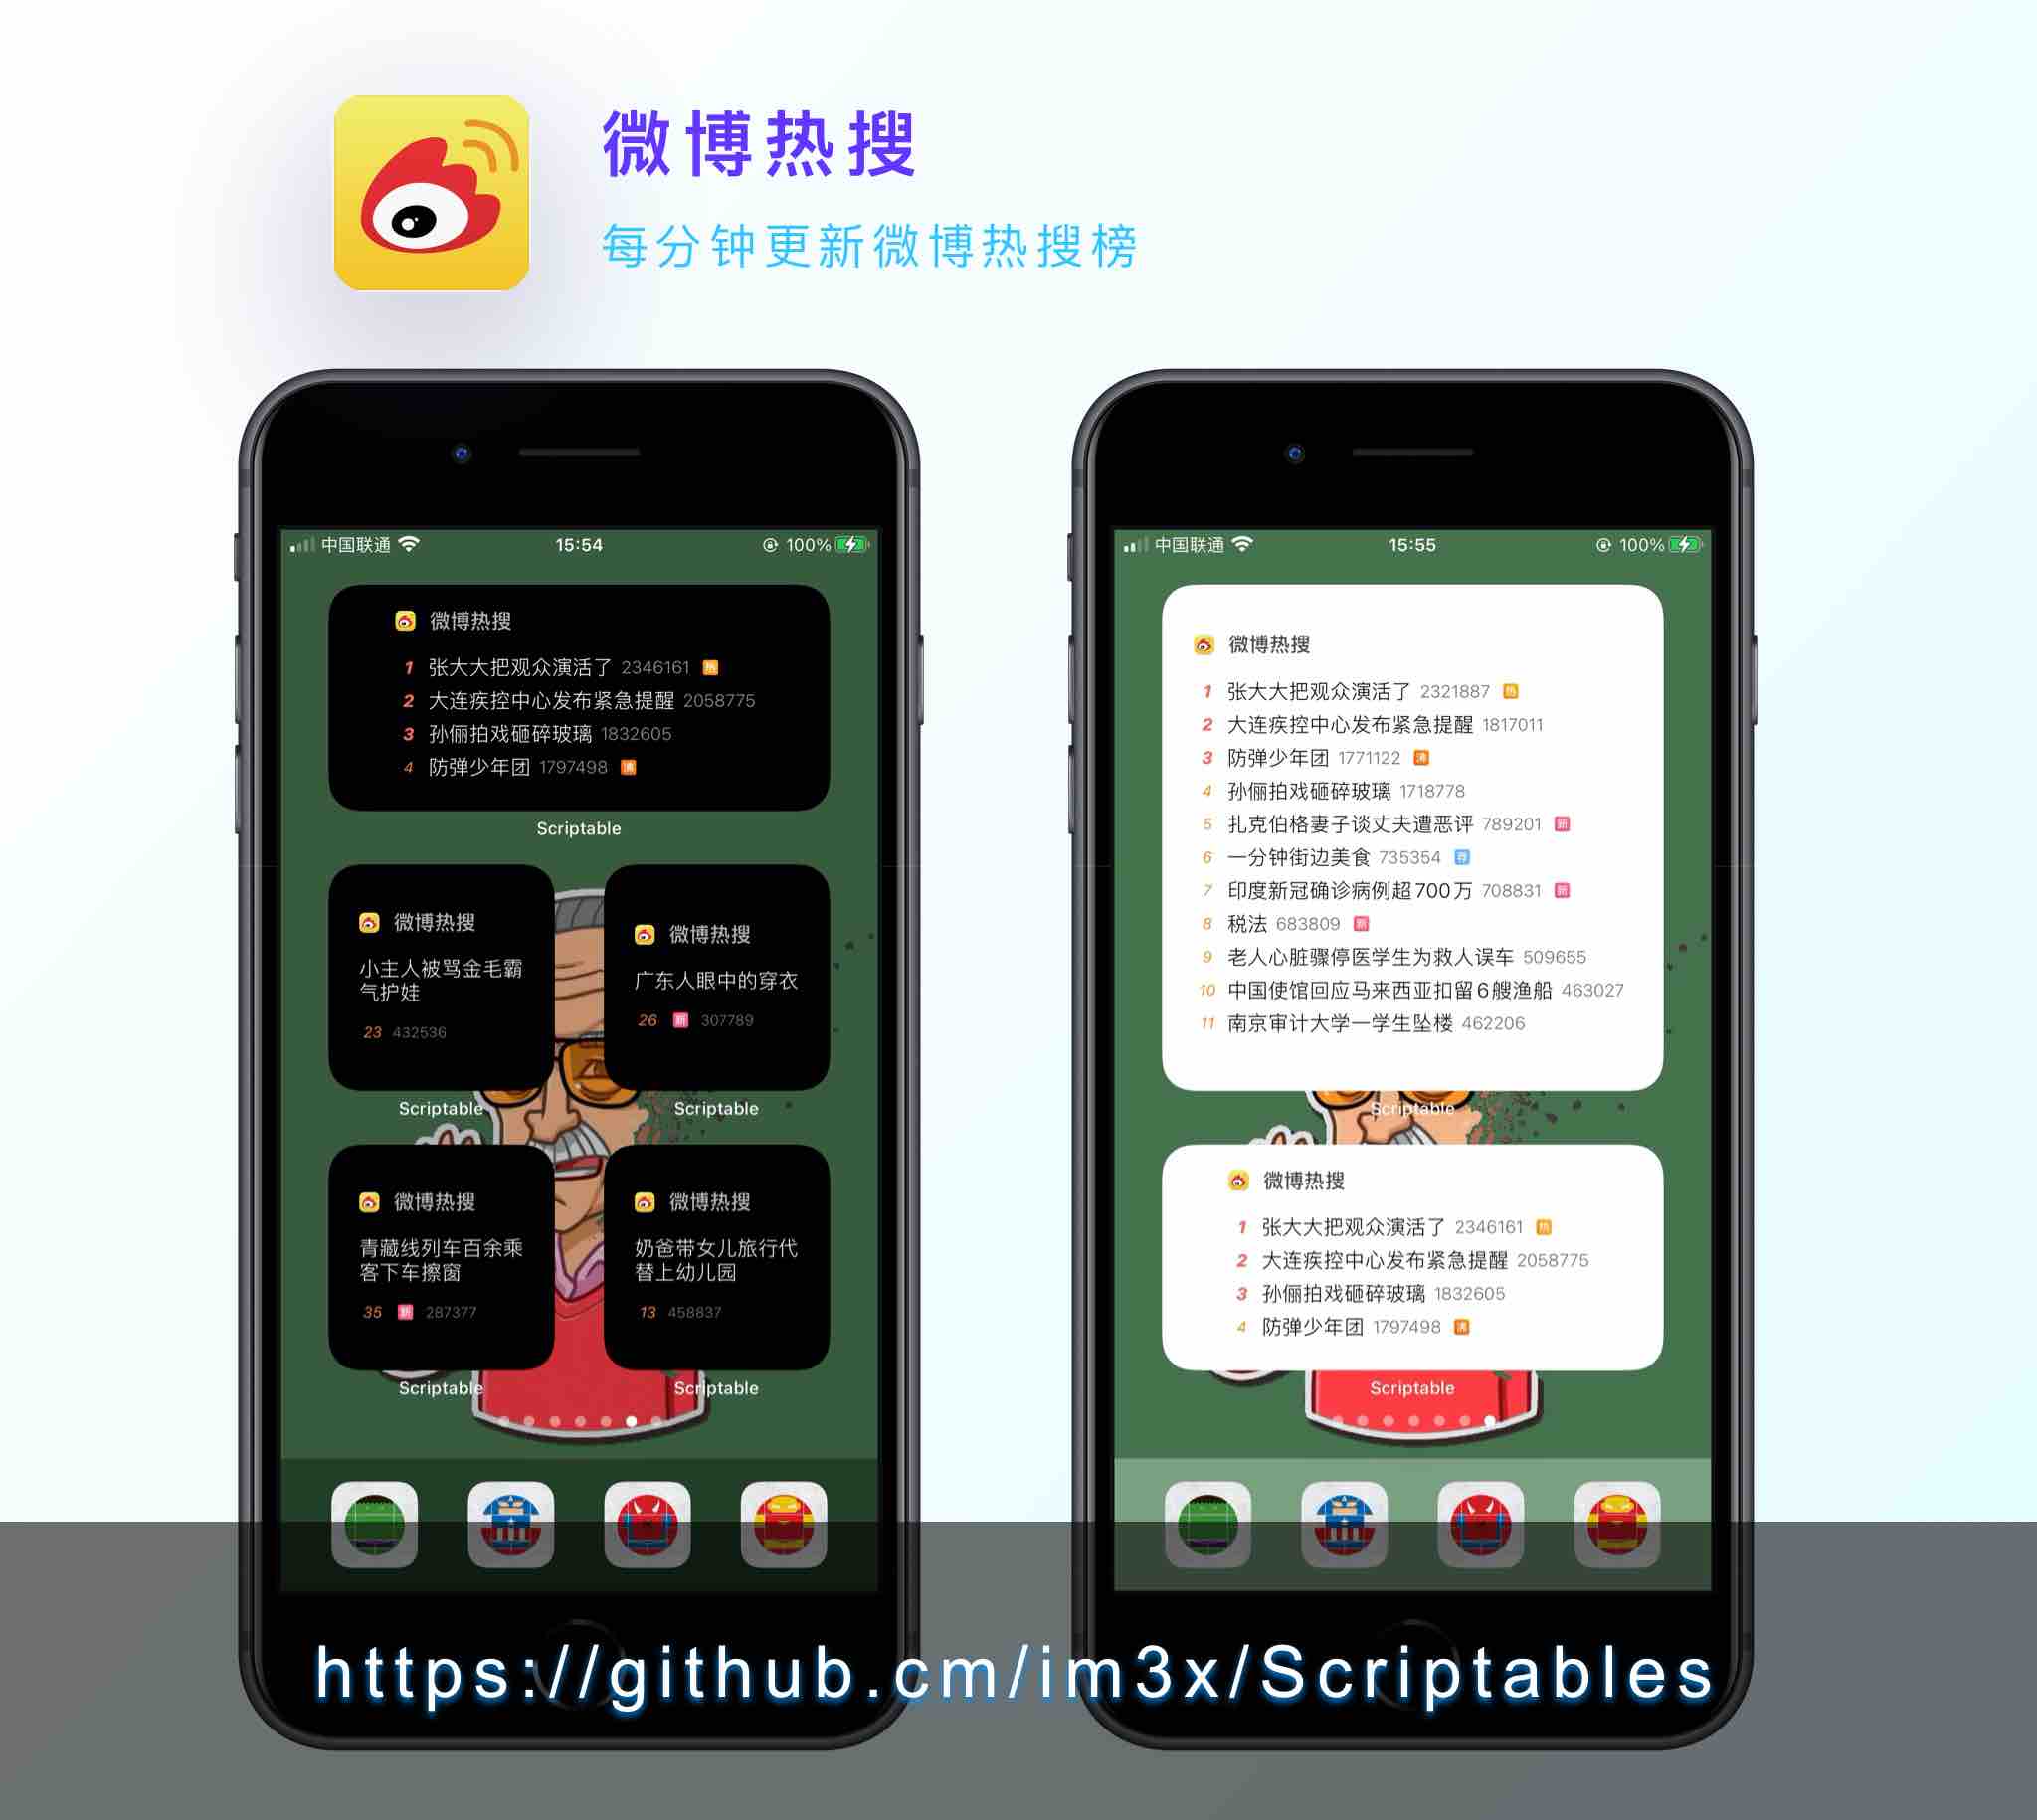 微博热搜
每分钟更新微博热搜榜
中国联通 15:54 100%
微博热搜
1 张大大把观众演活了 2346161 热
2 大连疾控中心发布紧急提醒 2058775
3 孙俪拍戏砸碎玻璃 1832605
4 防弹少年团 1797498 沸
Scriptable
微博热搜
小主人被骂金毛霸
气护娃
23 432536
Scriptable
微博热搜
广东人眼中的穿衣
26 新 307789
Scriptable
微博热搜
青藏线列车百余乘
客下车擦窗
35 新 287377
Scriptable
微博热搜
奶爸带女儿旅行代
替上幼儿园
13 458837
Scriptable
中国联通 15:55 100%
微博热搜
1 张大大把观众演活了 2321887 热
2 大连疾控中心发布紧急提醒 1817011
3 防弹少年团 1771122 沸
4 孙俪拍戏砸碎玻璃 1718778
5 扎克伯格妻子谈丈夫遭恶评 789201 新
6 一分钟街边美食 735354 荐
7 印度新冠确诊病例超700万 708831 新
8 税法 683809 新
9 老人心脏骤停医学生为救人误车 509655
10 中国使馆回应马来西亚扣留6艘渔船 463027
11 南京审计大学一学生坠楼 462206
Scriptable
微博热搜
1 张大大把观众演活了 2346161 热
2 大连疾控中心发布紧急提醒 2058775
3 孙俪拍戏砸碎玻璃 1832605
4 防弹少年团 1797498 沸
Scriptable
https://github.cm/im3x/Scriptables